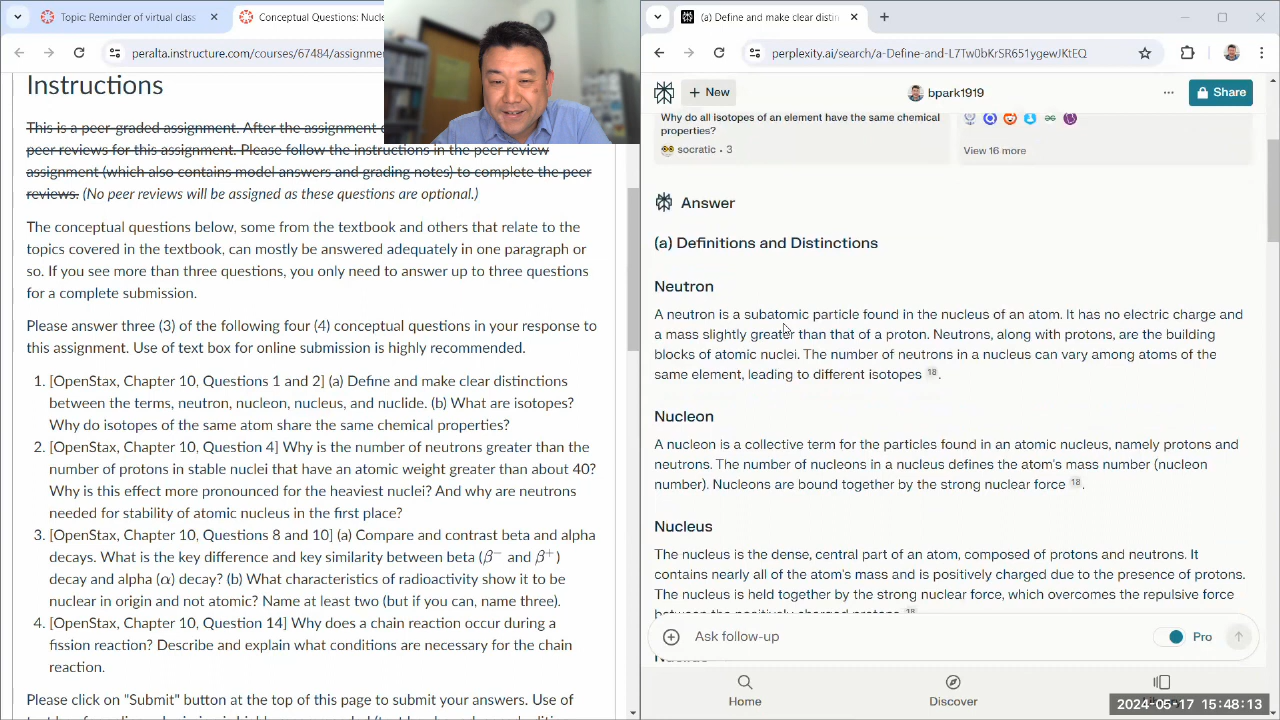 Topic: Reminder of virtual class
Conceptual Questions: Nucle
peralta.instructure.com/courses/67484/assignme
Instructions
This is a peer-graded assignment. After the assignment
peer reviews for this assignment. Please follow the instructions in the peer review
assignment (which also contains model answers and grading notes) to complete the peer
reviews. (No peer reviews will be assigned as these questions are optional.)
The conceptual questions below, some from the textbook and others that relate to the
topics covered in the textbook, can mostly be answered adequately in one paragraph or
so. If you see more than three questions, you only need to answer up to three questions
for a complete submission.
Please answer three (3) of the following four (4) conceptual questions in your response to
this assignment. Use of text box for online submission is highly recommended.
1. [OpenStax, Chapter 10, Questions 1 and 2] (a) Define and make clear distinctions
between the terms, neutron, nucleon, nucleus, and nuclide. (b) What are isotopes?
Why do isotopes of the same atom share the same chemical properties?
2. [OpenStax, Chapter 10, Question 4] Why is the number of neutrons greater than the
number of protons in stable nuclei that have an atomic weight greater than about 40?
Why is this effect more pronounced for the heaviest nuclei? And why are neutrons
needed for stability of atomic nucleus in the first place?
3. [OpenStax, Chapter 10, Questions 8 and 10] (a) Compare and contrast beta and alpha
decays. What is the key difference and key similarity between beta (β⁻ and β⁺)
decay and alpha (α) decay? (b) What characteristics of radioactivity show it to be
nuclear in origin and not atomic? Name at least two (but if you can, name three).
4. [OpenStax, Chapter 10, Question 14] Why does a chain reaction occur during a
fission reaction? Describe and explain what conditions are necessary for the chain
reaction.
Please click on "Submit" button at the top of this page to submit your answers. Use of
(a) Define and make clear distin
perplexity.ai/search/a-Define-and-L7Tw0bKrSR651ygewJKtEQ
+ New
bpark1919
Share
Why do all isotopes of an element have the same chemical
properties?
socratic · 3
View 16 more
Answer
(a) Definitions and Distinctions
Neutron
A neutron is a subatomic particle found in the nucleus of an atom. It has no electric charge and
a mass slightly greater than that of a proton. Neutrons, along with protons, are the building
blocks of atomic nuclei. The number of neutrons in a nucleus can vary among atoms of the
same element, leading to different isotopes 18.
Nucleon
A nucleon is a collective term for the particles found in an atomic nucleus, namely protons and
neutrons. The number of nucleons in a nucleus defines the atom's mass number (nucleon
number). Nucleons are bound together by the strong nuclear force 18.
Nucleus
The nucleus is the dense, central part of an atom, composed of protons and neutrons. It
contains nearly all of the atom's mass and is positively charged due to the presence of protons.
The nucleus is held together by the strong nuclear force, which overcomes the repulsive force
between the positively charged protons 18
Ask follow-up
Pro
Home
Discover
2024-05-17 15:48:13